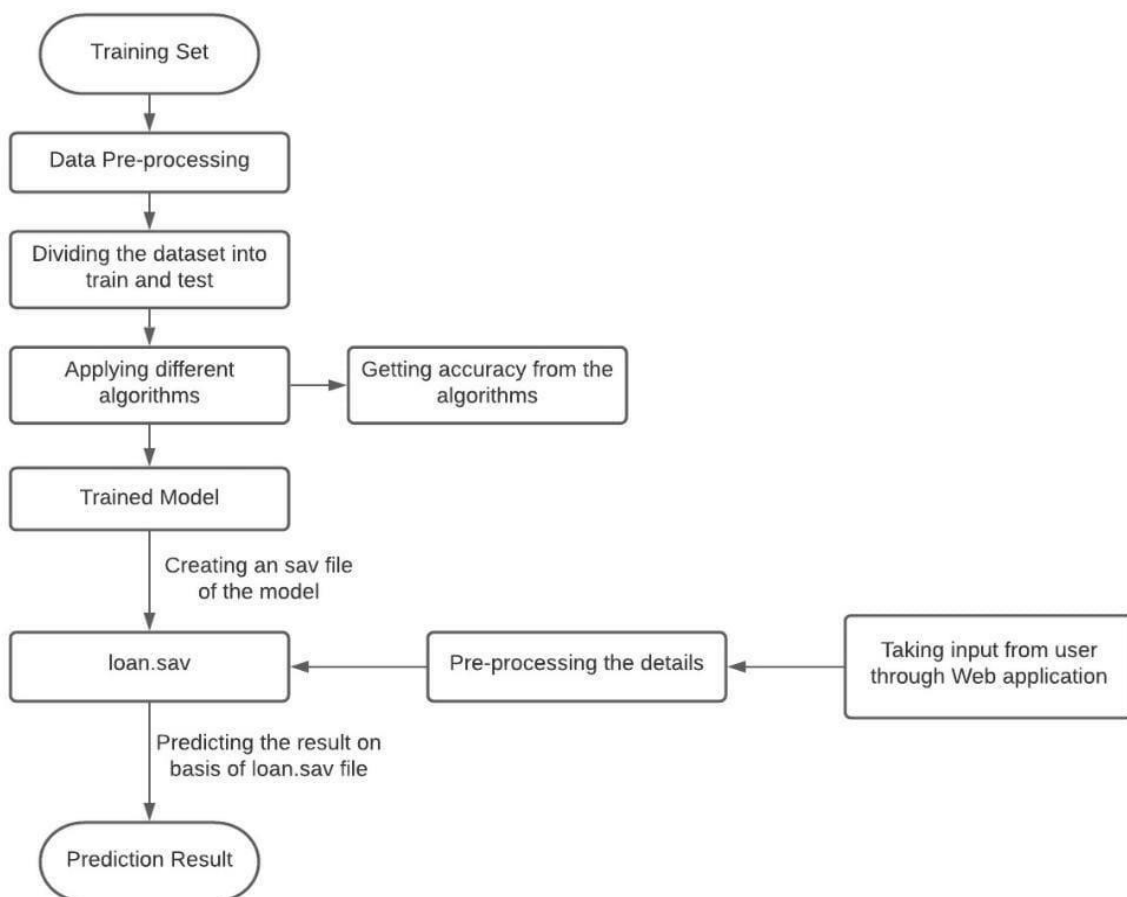 Training Set
Data Pre-processing
Dividing the dataset into
train and test
Applying different
algorithms
Getting accuracy from the
algorithms
Trained Model
Creating an sav file
of the model
loan.sav
Pre-processing the details
Taking input from user
through Web application
Predicting the result on
basis of loan.sav file
Prediction Result